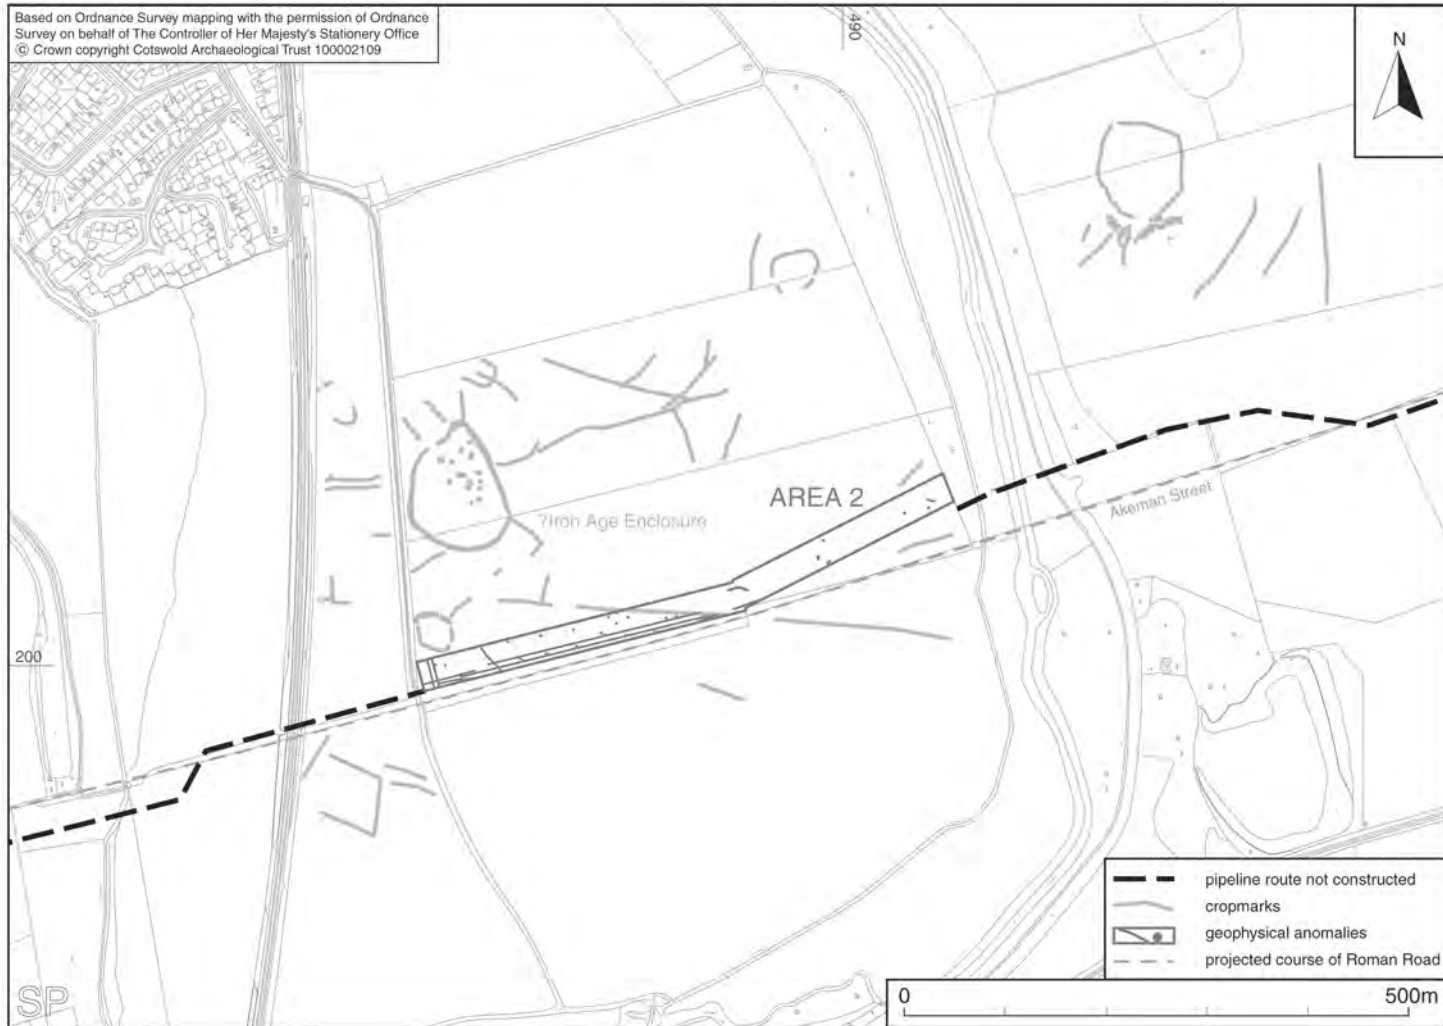 Based on Ordnance Survey mapping with the permission of Ordnance
Survey on behalf of The Controller of Her Majesty's Stationery Office
© Crown copyright Cotswold Archaeological Trust 100002109
490
N
AREA 2
?Iron Age Enclosure
Akeman Street
200
pipeline route not constructed
cropmarks
geophysical anomalies
projected course of Roman Road
SP
0 500m